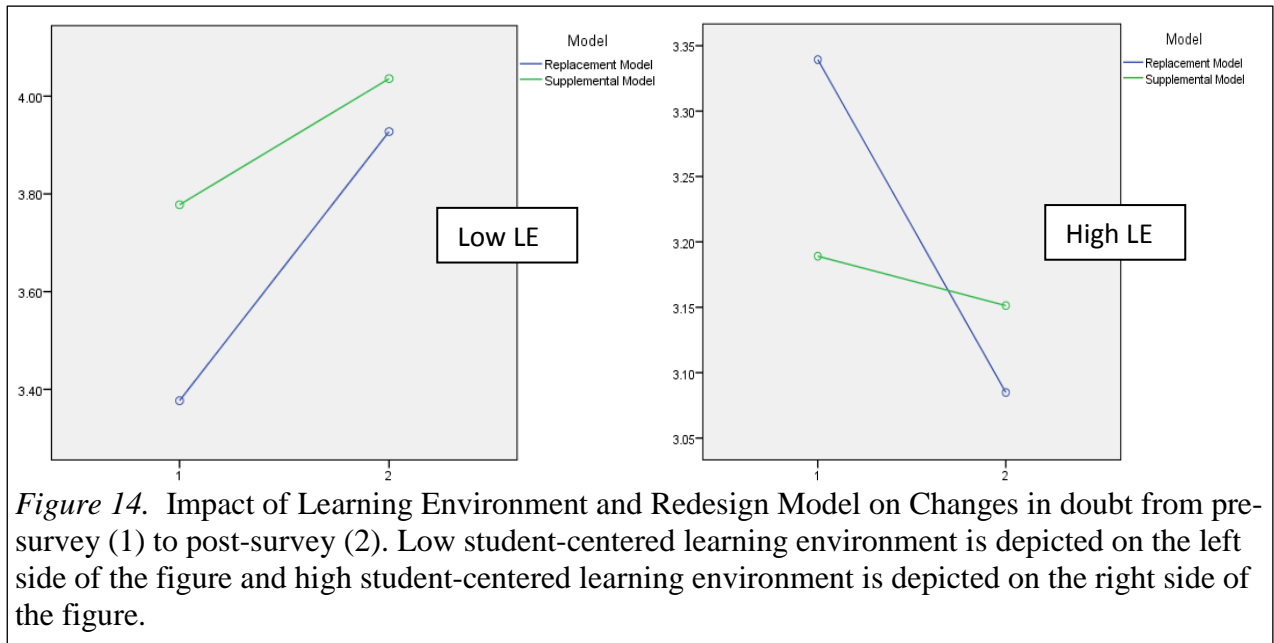 Model
Replacement Model
Supplemental Model
4.00
3.80
3.60
3.40
1
2
Low LE
Model
Replacement Model
Supplemental Model
3.35
3.30
3.25
3.20
3.15
3.10
3.05
1
2
High LE
Figure 14. Impact of Learning Environment and Redesign Model on Changes in doubt from pre-
survey (1) to post-survey (2). Low student-centered learning environment is depicted on the left
side of the figure and high student-centered learning environment is depicted on the right side of
the figure.